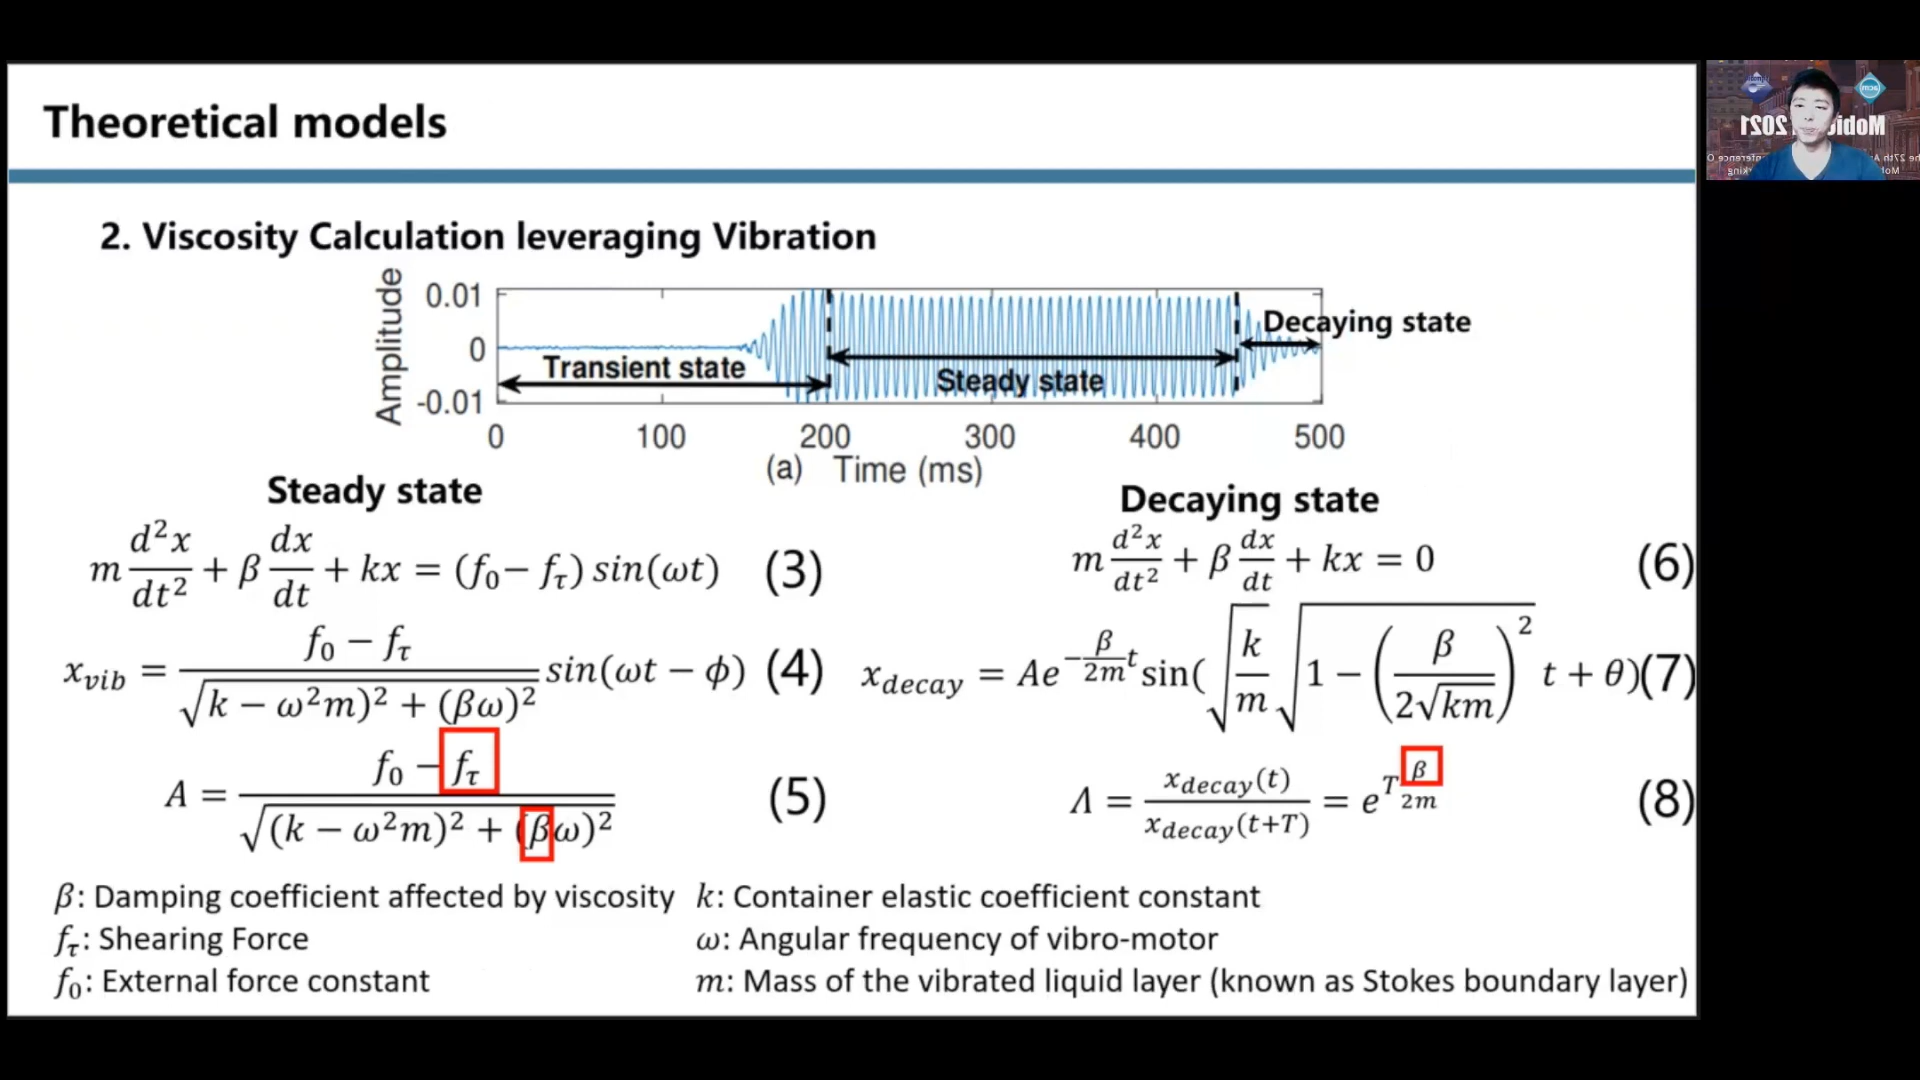 Theoretical models
2. Viscosity Calculation leveraging Vibration
Amplitude
0.01
0
-0.01
Transient state
Steady state
Decaying state
0 100 200 300 400 500
(a) Time (ms)
Steady state
m d²x/dt² + β dx/dt + kx = (f₀− f_τ) sin(ωt) (3)
x_vib = (f₀ − f_τ)/√k − ω²m)² + (βω)² sin(ωt − ϕ) (4)
A = (f₀ − f_τ)/√(k − ω²m)² + (βω)² (5)
Decaying state
m d²x/dt² + β dx/dt + kx = 0 (6)
x_decay = Ae^(−β/2m t) sin(√(k/m) √(1 − (β/2√km)²) t + θ) (7)
Λ = x_decay(t)/x_decay(t+T) = e^(T β/2m) (8)
β: Damping coefficient affected by viscosity
f_τ: Shearing Force
f₀: External force constant
k: Container elastic coefficient constant
ω: Angular frequency of vibro-motor
m: Mass of the vibrated liquid layer (known as Stokes boundary layer)
acm
2021